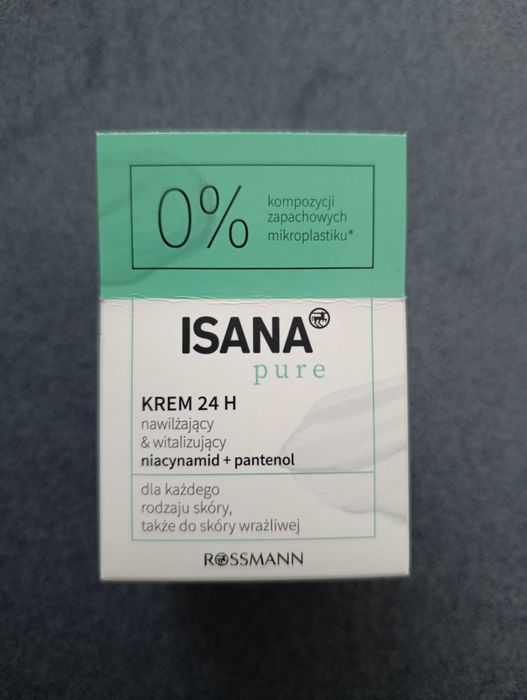 0%
kompozycji
zapachowych
mikroplastiku*
ISANA
pure
KREM 24 H
nawilżający
& witalizujący
niacynamid + pantenol
dla każdego
rodzaju skóry,
także do skóry wrażliwej
ROSSMANN